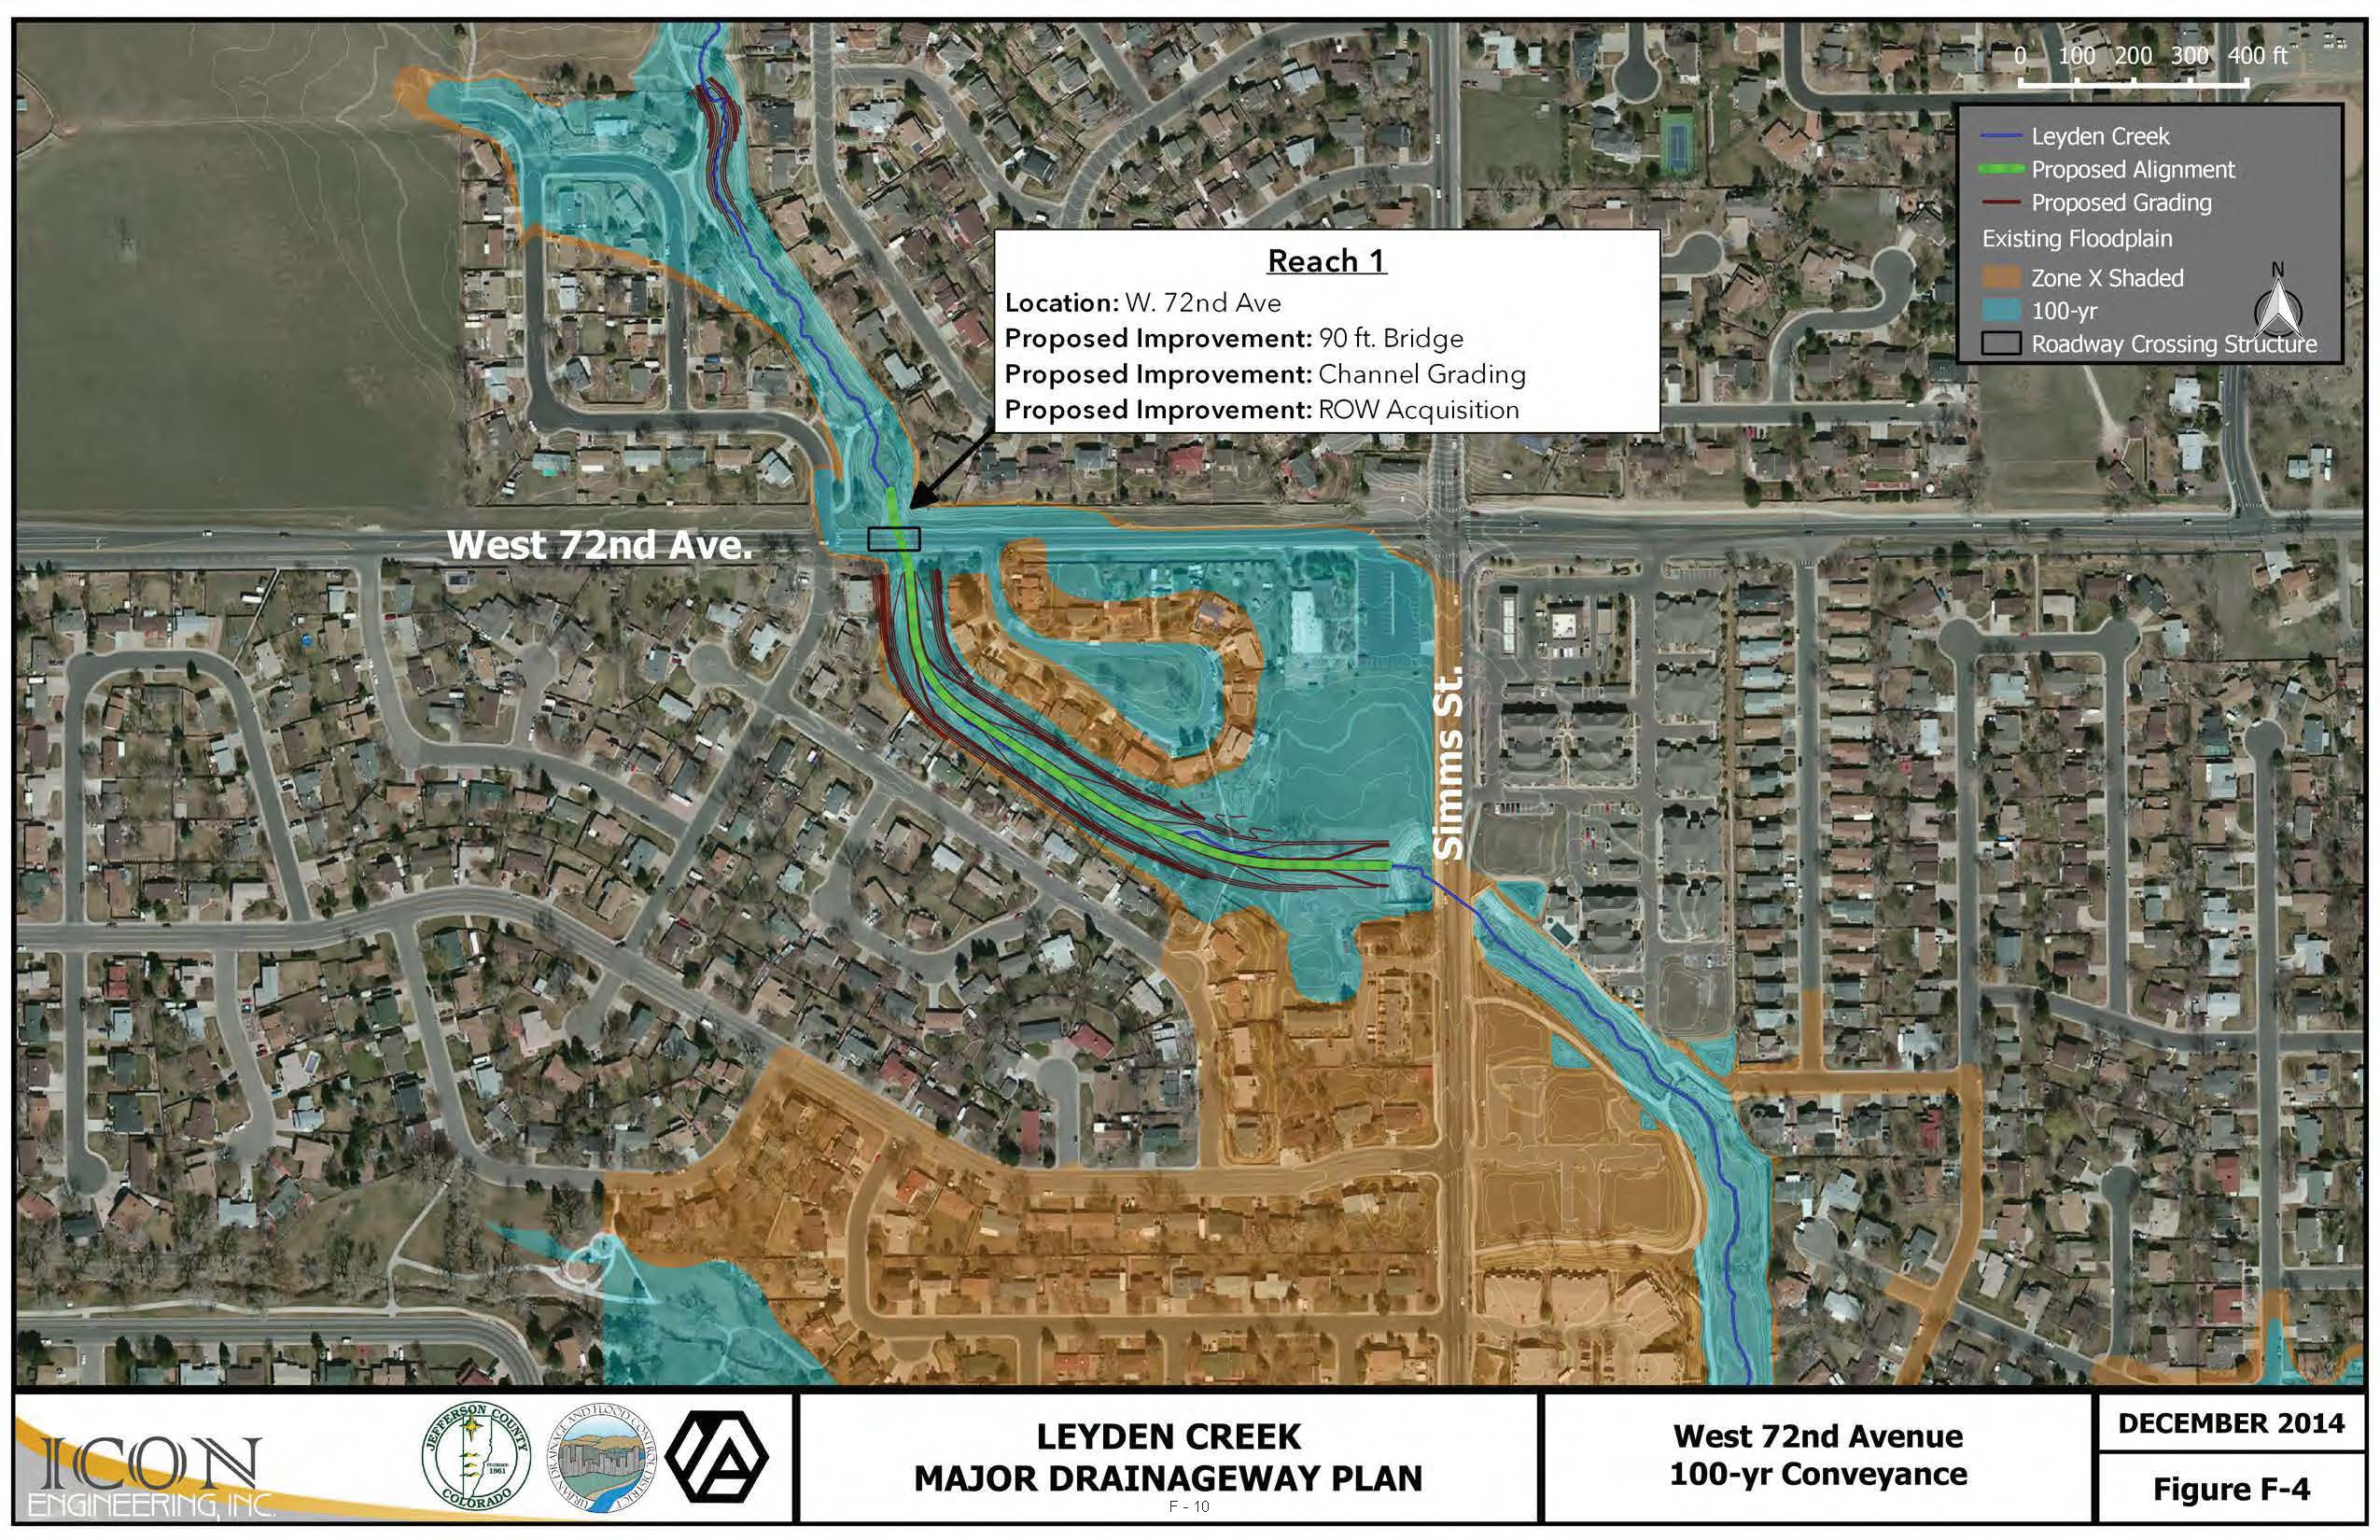 0 100 200 300 400 ft
Leyden Creek
Proposed Alignment
Proposed Grading
Existing Floodplain
Zone X Shaded
100-yr
Roadway Crossing Structure
N
Reach 1
Location: W. 72nd Ave
Proposed Improvement: 90 ft. Bridge
Proposed Improvement: Channel Grading
Proposed Improvement: ROW Acquisition
West 72nd Ave.
Simms St.
ICON
ENGINEERING, INC.
JEFFERSON COUNTY
FOUNDED
1861
COLORADO
URBAN DRAINAGE AND FLOOD CONTROL DISTRICT
LEYDEN CREEK
MAJOR DRAINAGEWAY PLAN
F - 10
West 72nd Avenue
100-yr Conveyance
DECEMBER 2014
Figure F-4